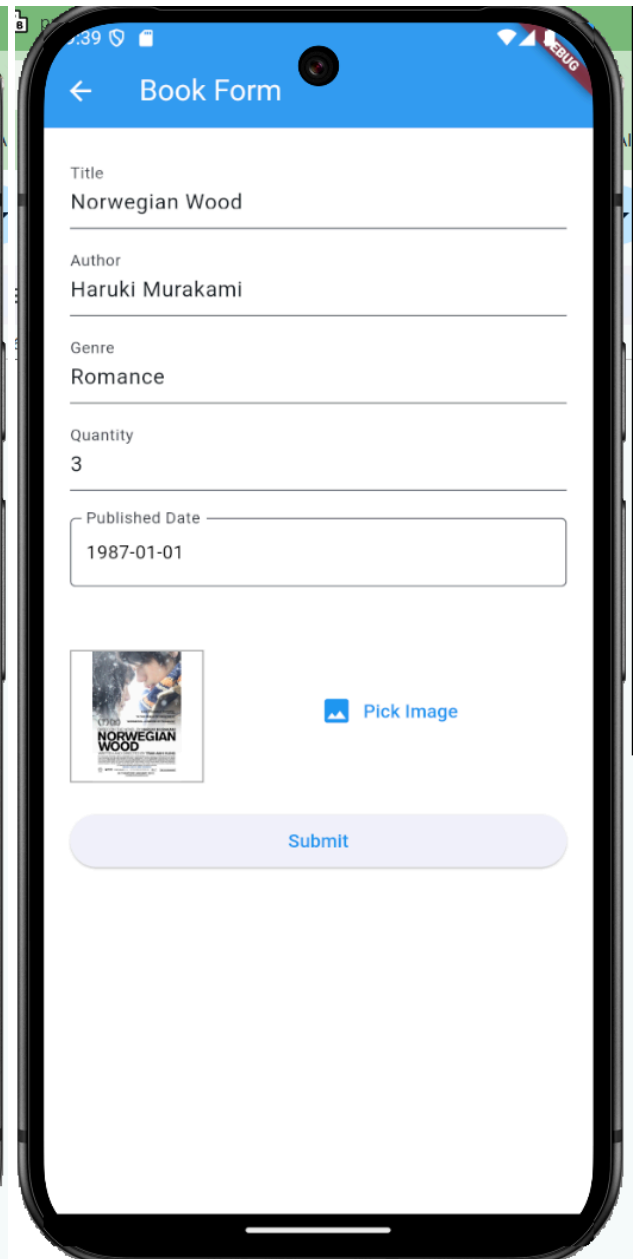 :39
DEBUG
Book Form
Title
Norwegian Wood
Author
Haruki Murakami
Genre
Romance
Quantity
3
Published Date
1987-01-01
NORWEGIAN
WOOD
Pick Image
Submit